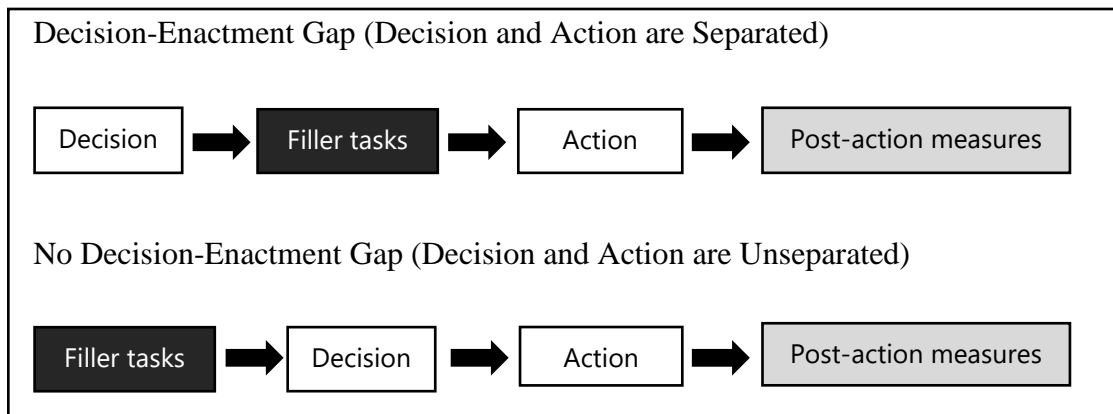 Decision-Enactment Gap (Decision and Action are Separated)
Decision
Filler tasks
Action
Post-action measures
No Decision-Enactment Gap (Decision and Action are Unseparated)
Filler tasks
Decision
Action
Post-action measures